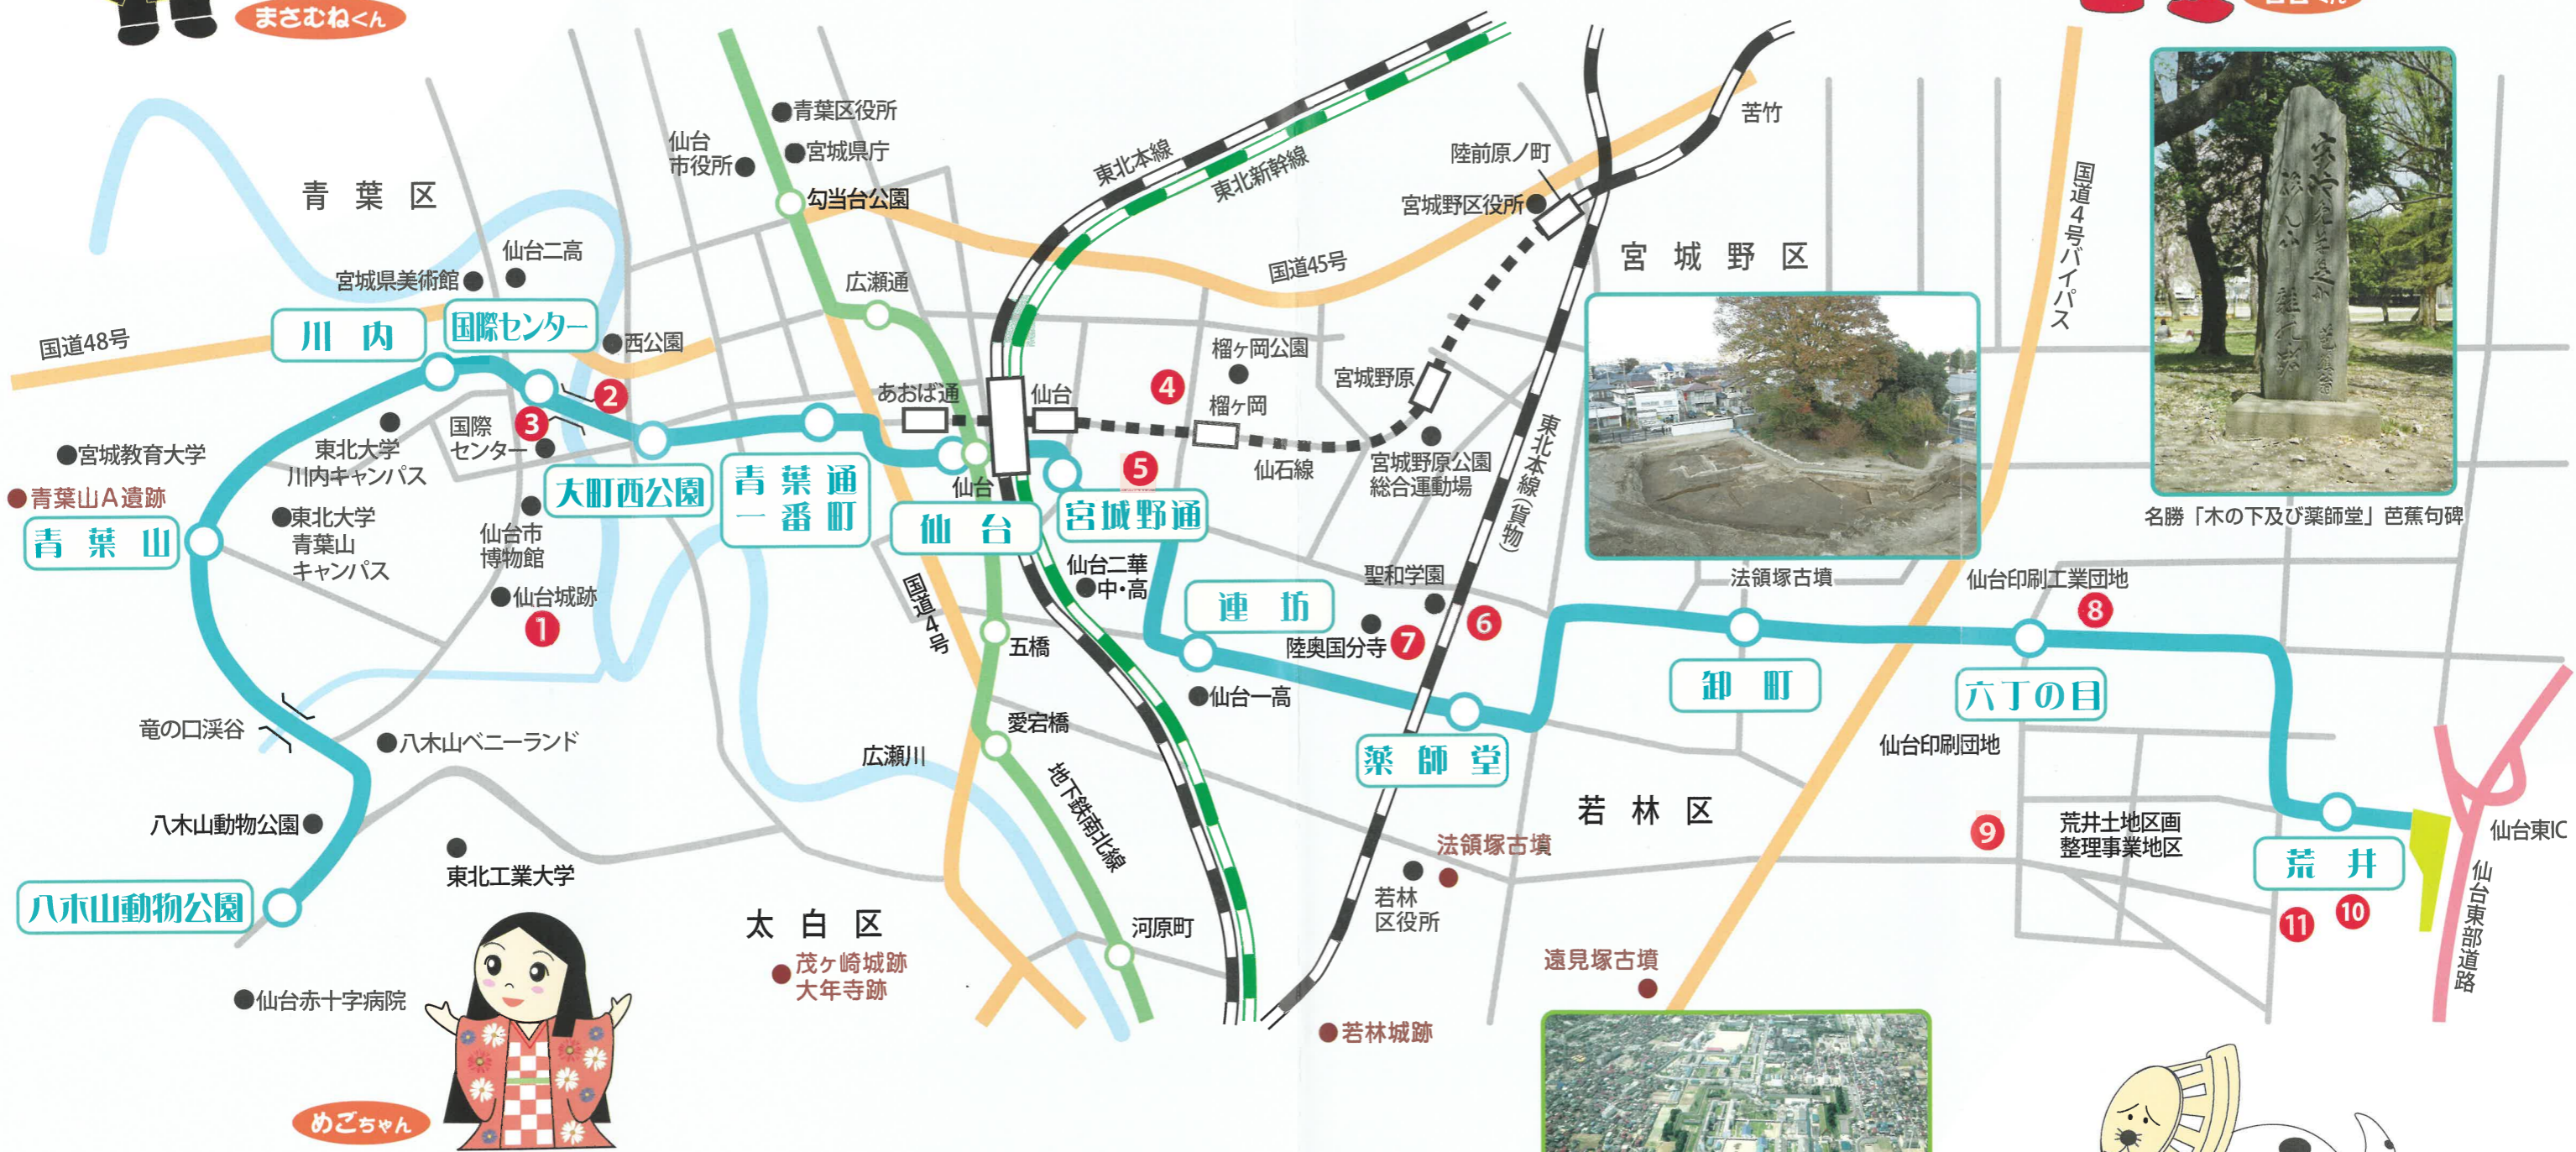 まさむねくん
青葉区役所
仙台
市役所
宮城県庁
勾当台公園
東北本線
東北新幹線
苦竹
陸前原ノ町
宮城野区役所
国道4号バイパス
青葉区
仙台二高
宮城県美術館
宮城野区
国道45号
広瀬通
川内
国際センター
国道48号
西公園
榴ヶ岡公園
榴ヶ岡
宮城野原
あおば通
仙台
4
2
3
国際
センター
東北大学
川内キャンパス
宮城教育大学
青葉山A遺跡
東北大学
青葉山
キャンパス
青葉山
仙台市
博物館
大町西公園
青葉通
一番町
仙台
仙台
5
宮城野通
仙石線
宮城野原公園
総合運動場
東北本線(貨物)
名勝「木の下及び薬師堂」芭蕉句碑
仙台二華
中・高
仙台城跡
1
国道4号
連坊
聖和学園
陸奥国分寺
7
6
法領塚古墳
仙台印刷工業団地
8
五橋
仙台一高
卸町
六丁の目
竜の口渓谷
八木山ベニーランド
愛宕橋
広瀬川
薬師堂
仙台印刷団地
地下鉄南北線
八木山動物公園
東北工業大学
若林区
9
荒井土地区画
整理事業地区
仙台東IC
法領塚古墳
若林
区役所
荒井
11
10
仙台東部道路
八木山動物公園
太白区
茂ヶ崎城跡
大年寺跡
河原町
遠見塚古墳
仙台赤十字病院
若林城跡
めごちゃん